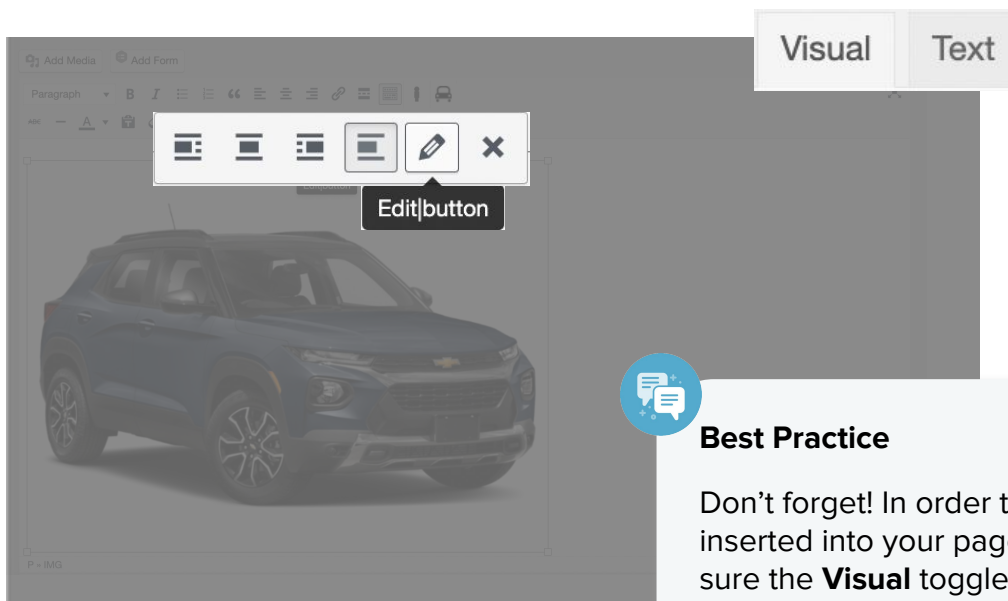 Visual Text
Add Media Add Form
Paragraph B I
ABC A
Edit|button
P » IMG
Best Practice
Don’t forget! In order t
inserted into your pag
sure the Visual toggle